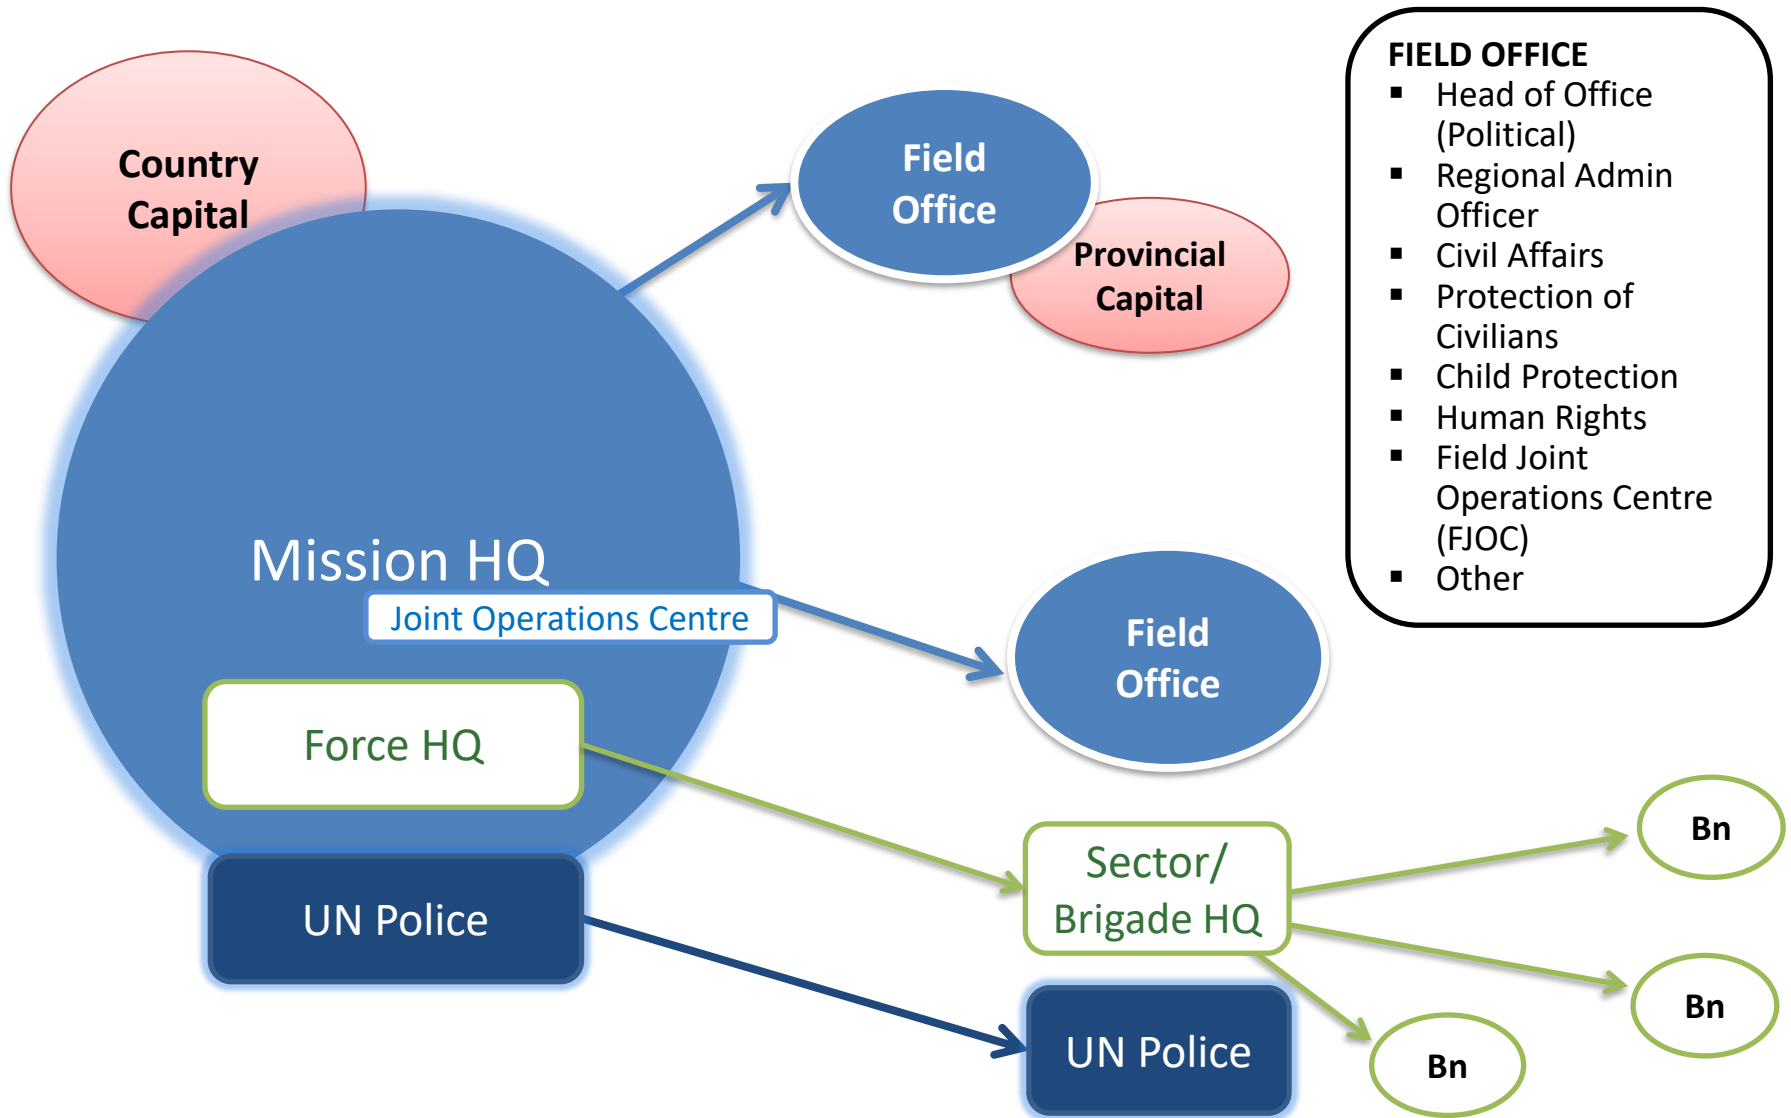 Country
Capital
Field
Office
Provincial
Capital
FIELD OFFICE
▪ Head of Office
(Political)
▪ Regional Admin
Officer
▪ Civil Affairs
▪ Protection of
Civilians
▪ Child Protection
▪ Human Rights
▪ Field Joint
Operations Centre
(FJOC)
▪ Other
Mission HQ
Joint Operations Centre
Field
Office
Force HQ
UN Police
Sector/
Brigade HQ
UN Police
Bn
Bn
Bn